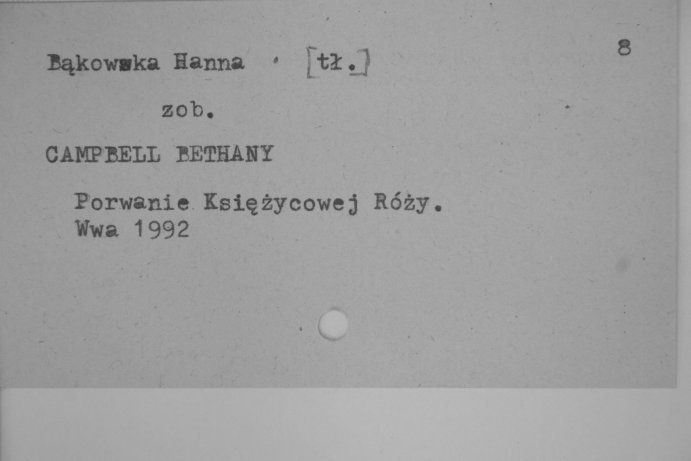 Bąkowska Hanna [tł.] 8
zob.
CAMPBELL BETHANY
Porwanie Księżycowej Róży.
Wwa 1992